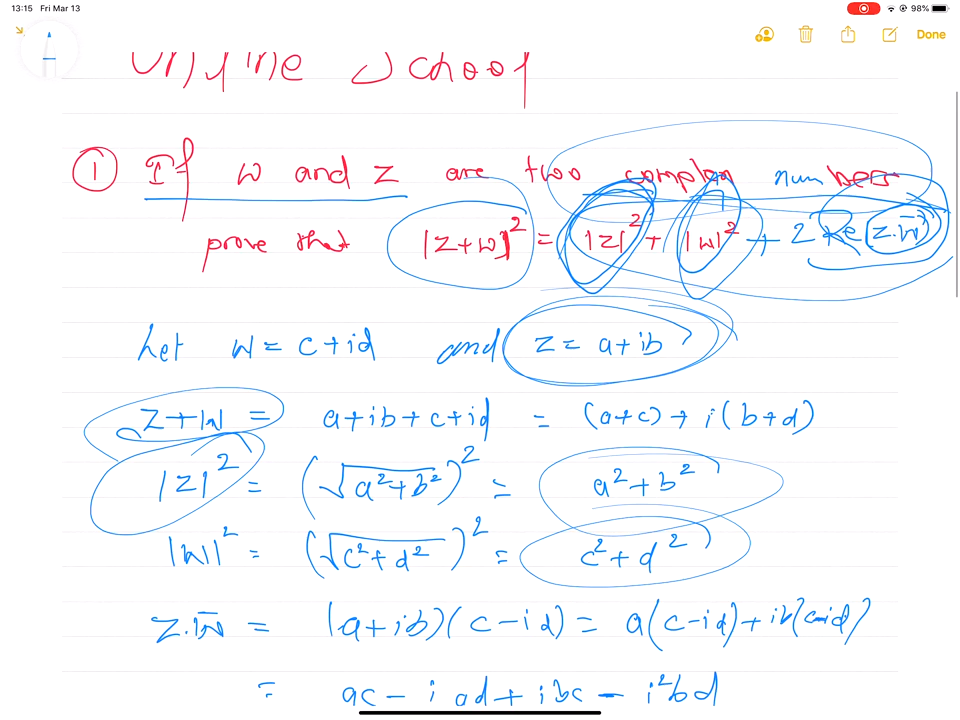 13:15 Fri Mar 13
98%
Done
School
① If w and z are two complex numbers
prove that |z+w|² = |z|² + |w|² + 2 Re(z.w̅)
Let w = c+id and z = a+ib
z+w = a+ib+c+id = (a+c) + i(b+d)
|z|² = (√a²+b²)² = a²+b²
|w|² = (√c²+d²)² = c²+d²
z.w̅ = (a+ib)(c-id) = a(c-id)+ib(c-id)
= ac - iad + ibc - i²bd